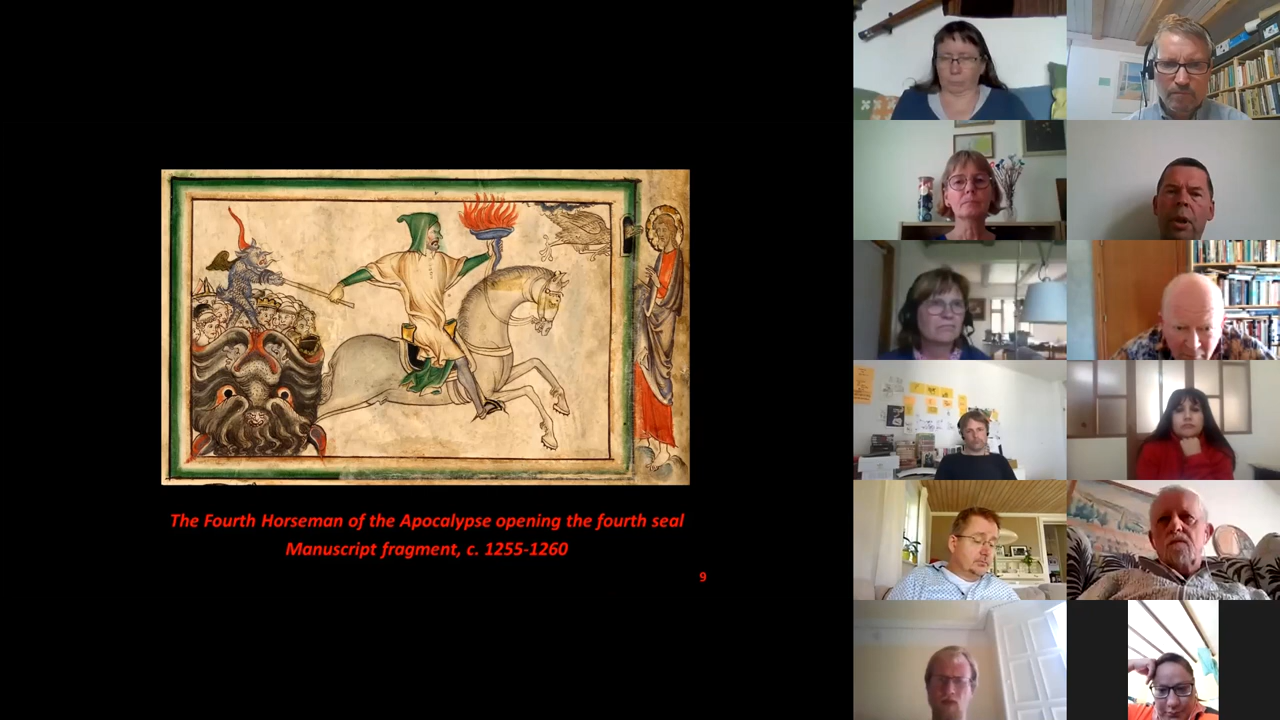 The Fourth Horseman of the Apocalypse opening the fourth seal
Manuscript fragment, c. 1255-1260
9